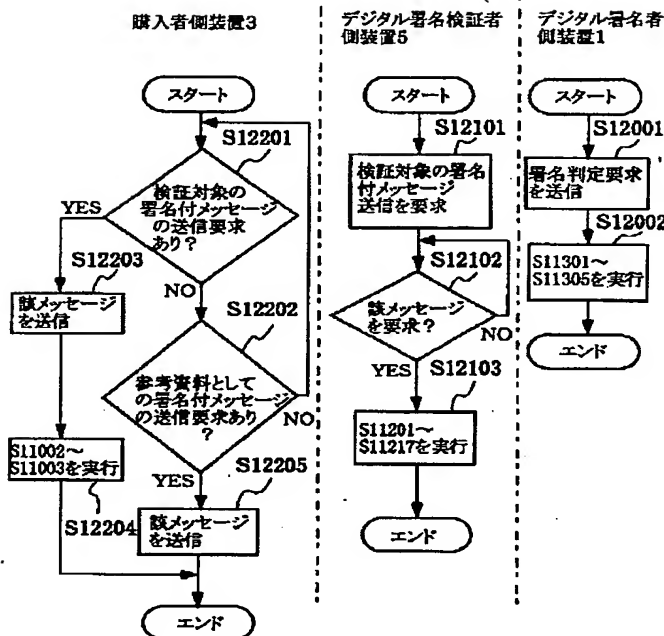 購入者側装置3
スタート
S12201
検証対象の
署名付メッセージ
の送信要求
あり?
YES
S12203
NO
該メッセージ
を送信
S12202
参考資料として
の署名付メッセージ
の送信要求あり
?
NO
S11002~
S11003を実行
YES
S12204
S12205
該メッセージ
を送信
エンド
デジタル署名検証者
側装置5
スタート
S12101
検証対象の署名
付メッセージ
送信を要求
S12102
該メッセージ
を要求?
NO
YES
S12103
S11201~
S11217を実行
エンド
デジタル署名者
側装置1
スタート
S12001
署名判定要求
を送信
S12002
S11301~
S11305を実行
エンド